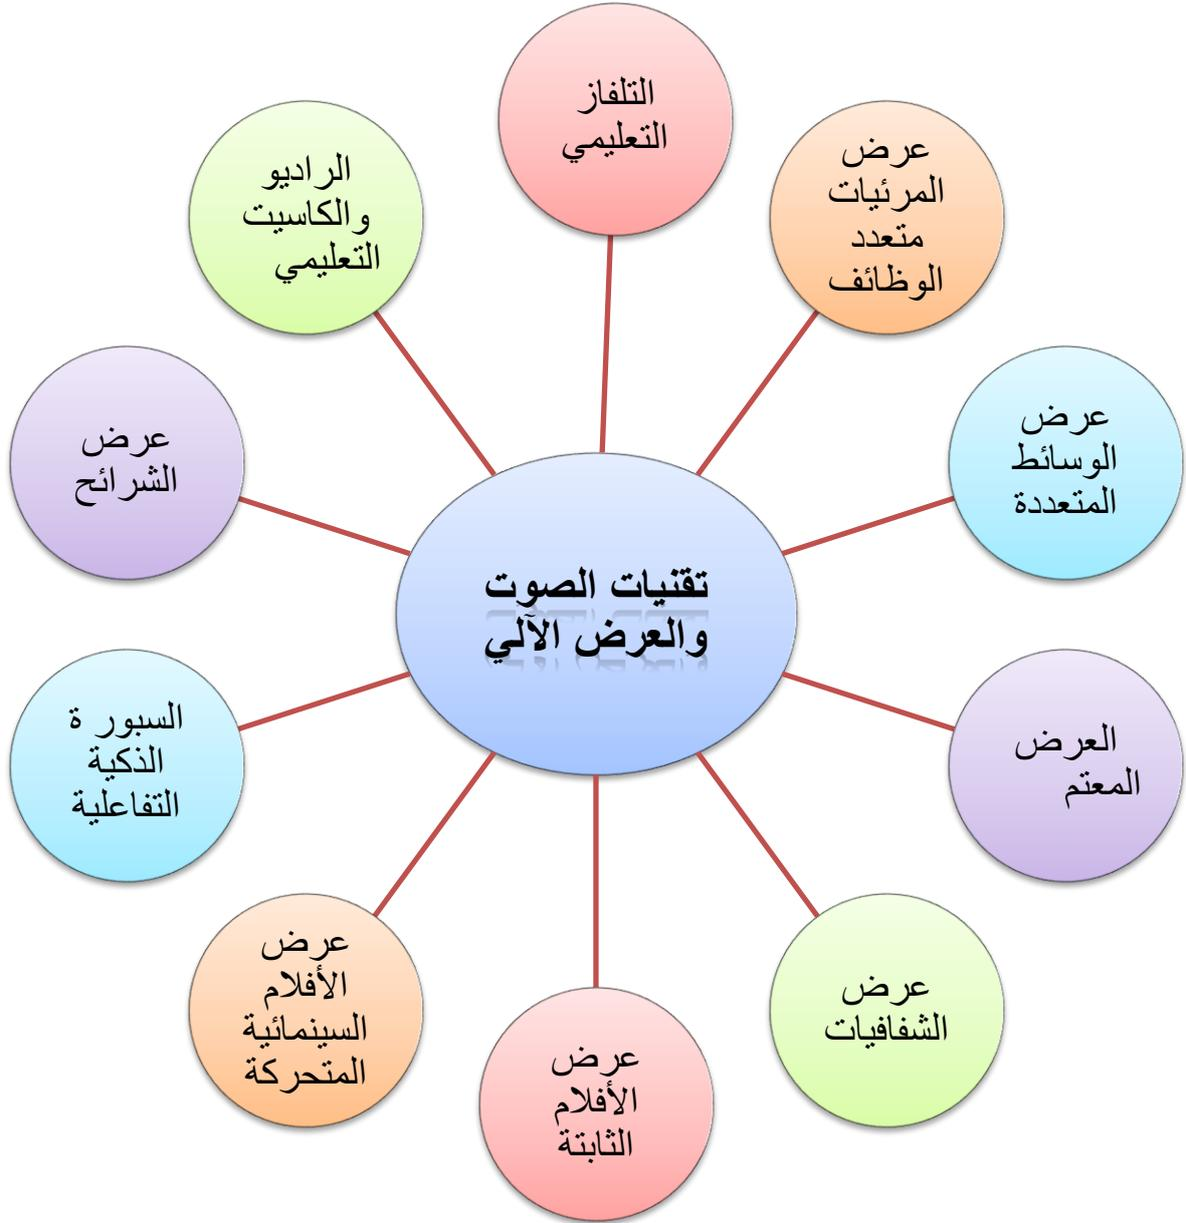 التلفاز
التعليمي
عرض
المرئيات
متعدد
الوظائف
عرض
الوسائط
المتعددة
العرض
المعتم
عرض
الشفافيات
عرض
الأفلام
الثابتة
عرض
الأفلام
السينمائية
المتحركة
السبور ة
الذكية
التفاعلية
عرض
الشرائح
الراديو
والكاسيت
التعليمي
تقنيات الصوت
والعرض الآلي